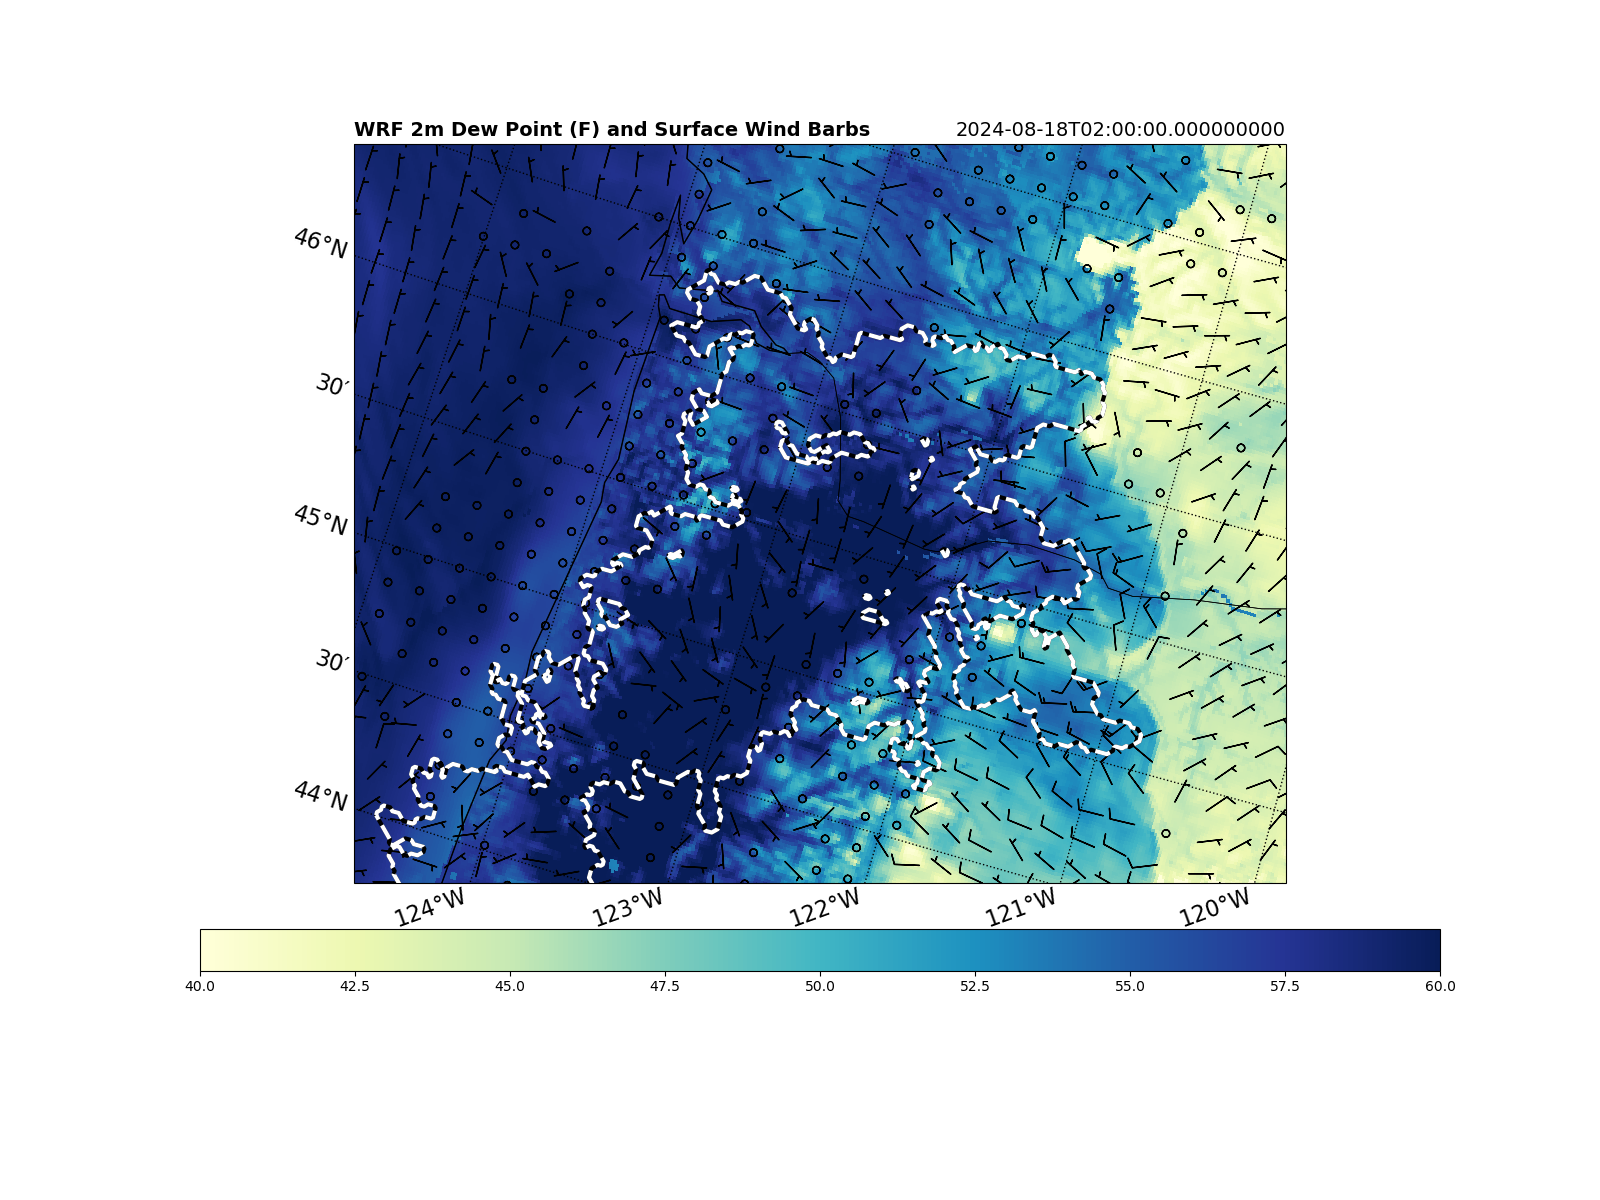 WRF 2m Dew Point (F) and Surface Wind Barbs
2024-08-18T02:00:00.000000000
46°N
30′
45°N
30′
44°N
124°W 123°W 122°W 121°W 120°W
40.0 42.5 45.0 47.5 50.0 52.5 55.0 57.5 60.0